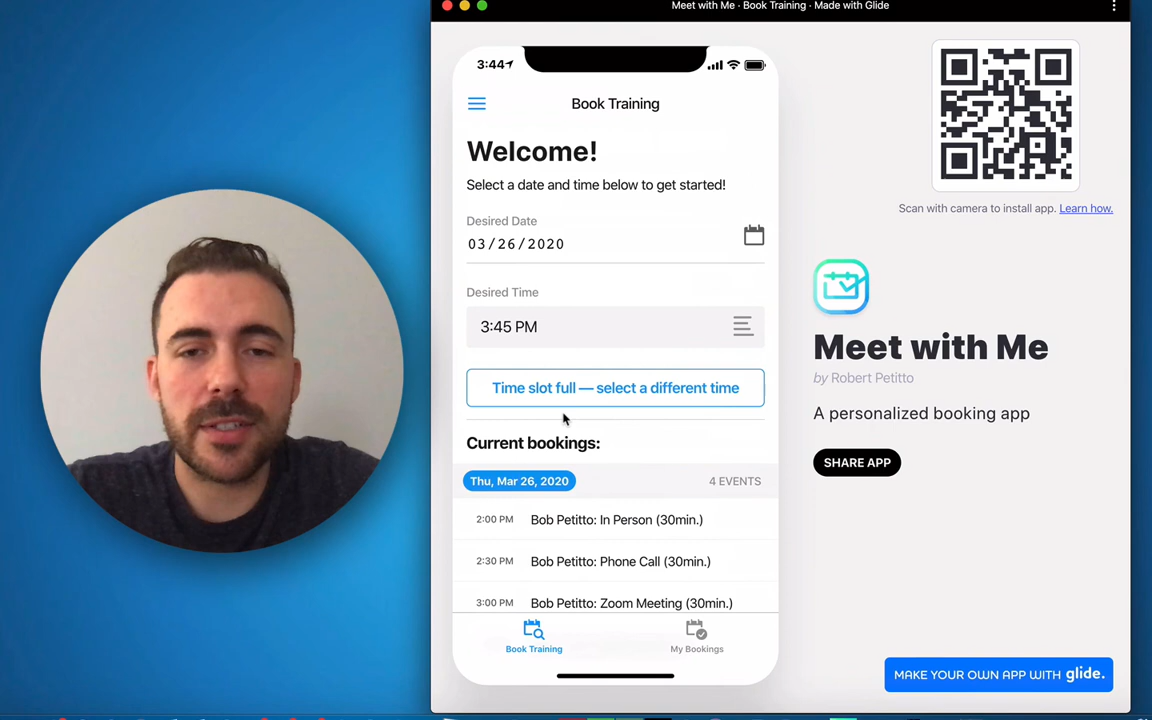 Meet with Me · Book Training · Made with Glide
3:44
Book Training
Welcome!
Select a date and time below to get started!
Desired Date
03/26/2020
Desired Time
3:45 PM
Time slot full — select a different time
Current bookings:
Thu, Mar 26, 2020
4 EVENTS
2:00 PM Bob Petitto: In Person (30min.)
2:30 PM Bob Petitto: Phone Call (30min.)
3:00 PM Bob Petitto: Zoom Meeting (30min.)
Book Training
My Bookings
Scan with camera to install app. Learn how.
Meet with Me
by Robert Petitto
A personalized booking app
SHARE APP
MAKE YOUR OWN APP WITH glide.